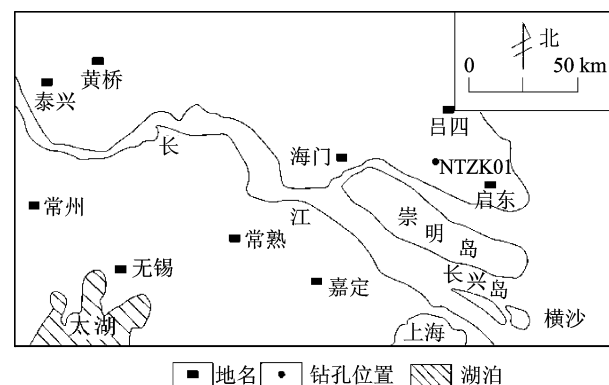 北
0 50 km
黄桥
泰兴
吕四
长
海门
NTZK01
启东
常州
江
崇明岛
常熟
无锡
长兴岛
嘉定
太湖
上海
横沙
地名 钻孔位置 湖泊